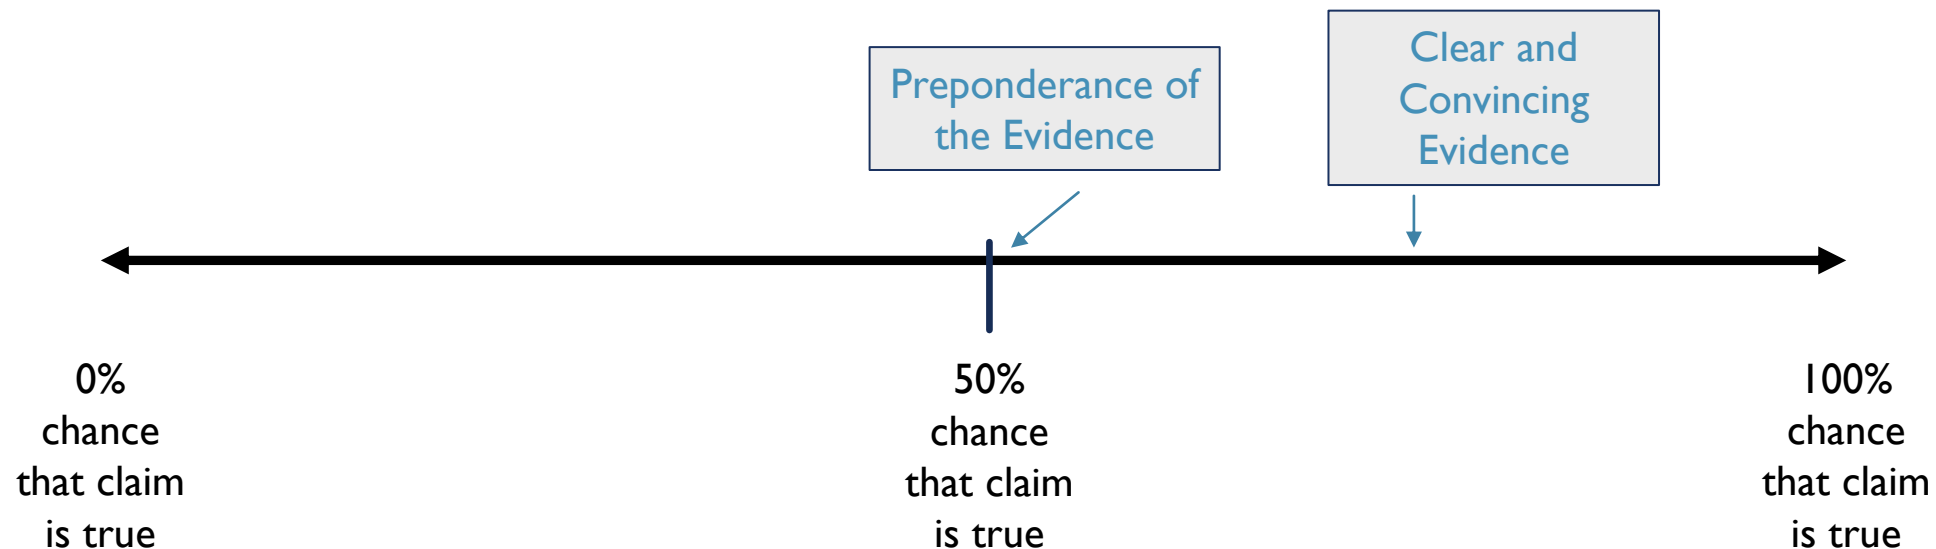 Preponderance of
the Evidence
Clear and
Convincing
Evidence
0%
chance
that claim
is true
50%
chance
that claim
is true
100%
chance
that claim
is true